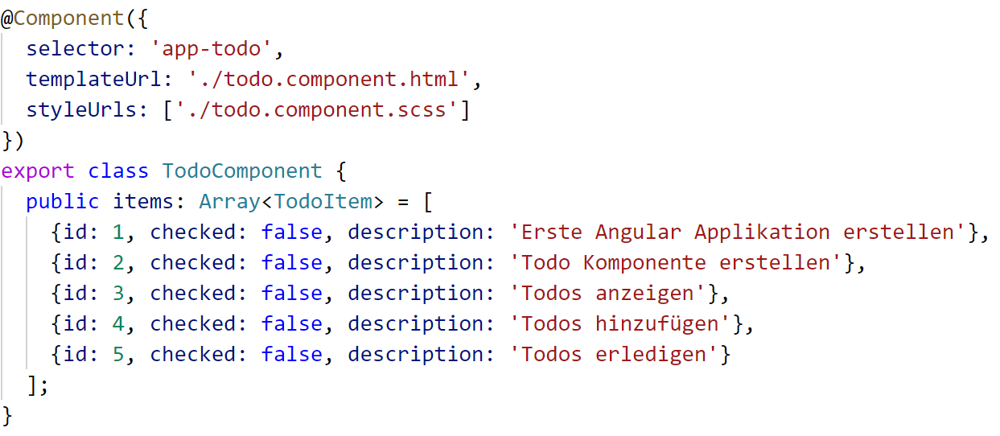 @Component({
  selector: 'app-todo',
  templateUrl: './todo.component.html',
  styleUrls: ['./todo.component.scss']
})
export class TodoComponent {
  public items: Array<TodoItem> = [
    {id: 1, checked: false, description: 'Erste Angular Applikation erstellen'},
    {id: 2, checked: false, description: 'Todo Komponente erstellen'},
    {id: 3, checked: false, description: 'Todos anzeigen'},
    {id: 4, checked: false, description: 'Todos hinzufügen'},
    {id: 5, checked: false, description: 'Todos erledigen'}
  ];
}